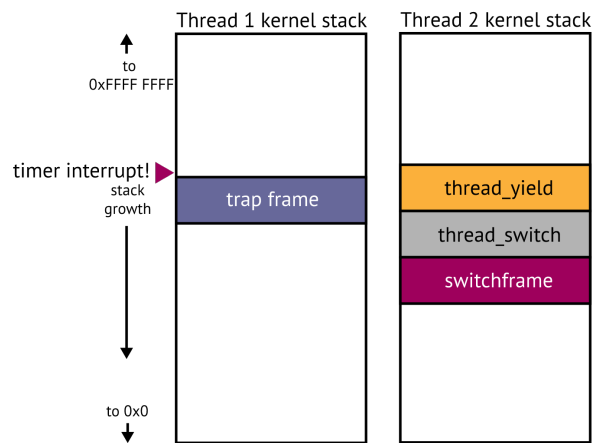 Thread 1 kernel stack
Thread 2 kernel stack
to
0xFFFF FFFF
timer interrupt!
stack
growth
trap frame
thread_yield
thread_switch
switchframe
to 0x0